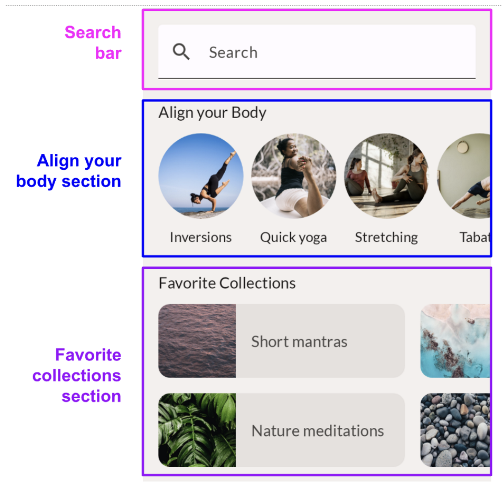 Search
bar
Search
Align your
body section
Align your Body
Inversions
Quick yoga
Stretching
Tabat
Favorite
collections
section
Favorite Collections
Short mantras
Nature meditations